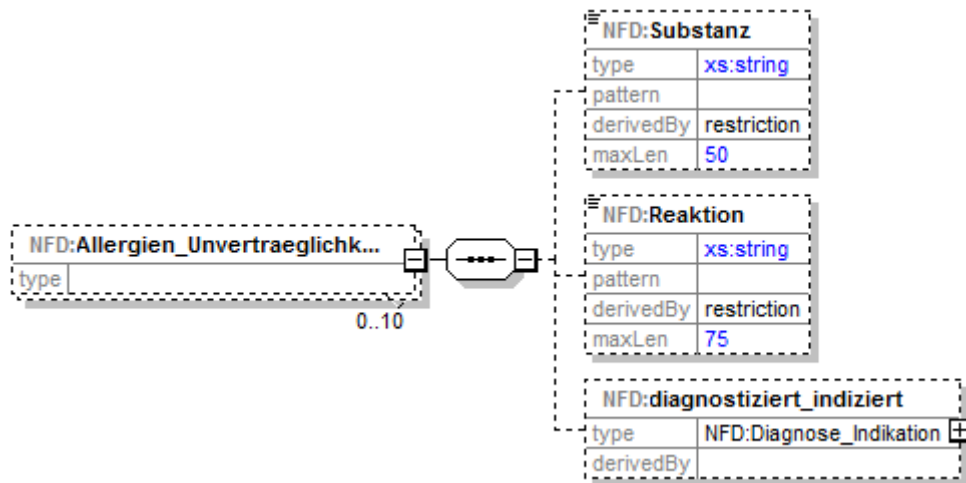 NFD:Substanz
type xs:string
pattern
derivedBy restriction
maxLen 50
NFD:Reaktion
type xs:string
pattern
derivedBy restriction
maxLen 75
NFD:Allergien_Unvertraeglichk...
type
0..10
NFD:diagnostiziert_indiziert
type NFD:Diagnose_Indikation
derivedBy